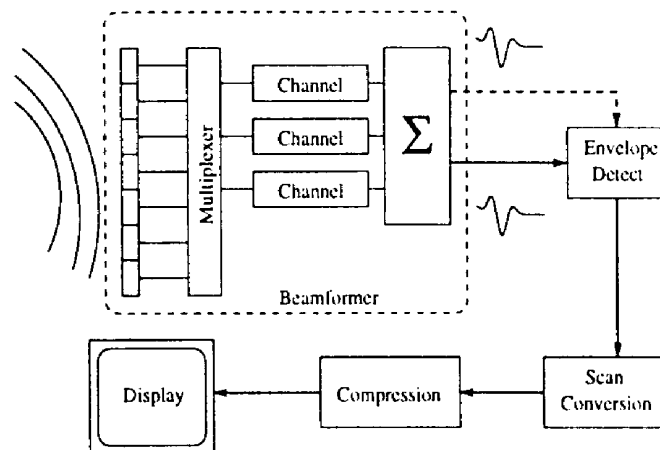 Channel
Channel
Channel
Multiplexer
Σ
Beamformer
Envelope
Detect
Display
Compression
Scan
Conversion